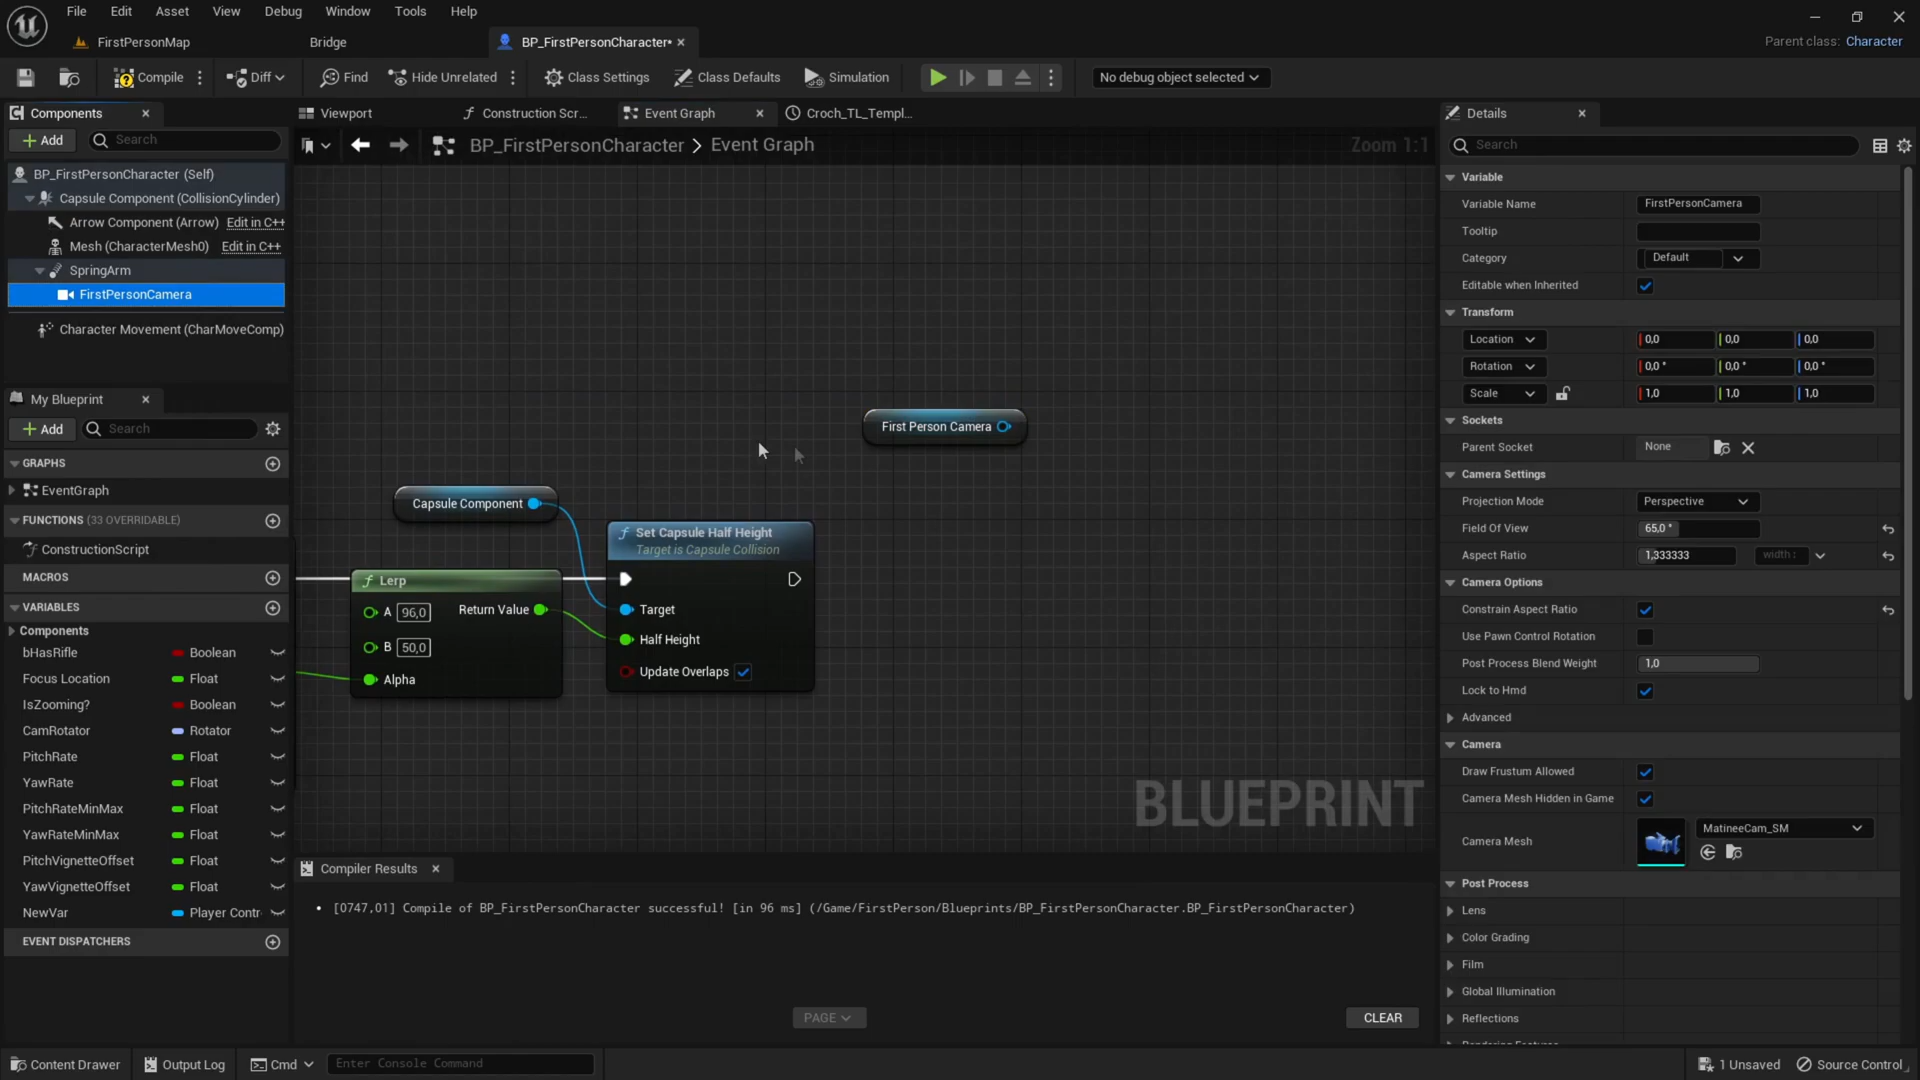 File Edit Asset View Debug Window Tools Help
FirstPersonMap Bridge BP_FirstPersonCharacter*
Parent class: Character
Compile Diff Find Hide Unrelated Class Settings Class Defaults Simulation No debug object selected
Components
Add Search
BP_FirstPersonCharacter (Self)
Capsule Component (CollisionCylinder)
Arrow Component (Arrow) Edit in C++
Mesh (CharacterMesh0) Edit in C++
SpringArm
FirstPersonCamera
Character Movement (CharMoveComp)
My Blueprint
Add Search
GRAPHS
EventGraph
FUNCTIONS (33 OVERRIDABLE)
ConstructionScript
MACROS
VARIABLES
Components
bHasRifle Boolean
Focus Location Float
IsZooming? Boolean
CamRotator Rotator
PitchRate Float
YawRate Float
PitchRateMinMax Float
YawRateMinMax Float
PitchVignetteOffset Float
YawVignetteOffset Float
NewVar Player Contr
EVENT DISPATCHERS
Viewport Construction Scr... Event Graph Croch_TL_Templ...
BP_FirstPersonCharacter > Event Graph Zoom 1:1
First Person Camera
Capsule Component
Set Capsule Half Height
Target is Capsule Collision
Target
Half Height
Update Overlaps
Lerp
A 96,0 Return Value
B 50,0
Alpha
BLUEPRINT
Compiler Results
[0747,01] Compile of BP_FirstPersonCharacter successful! [in 96 ms] (/Game/FirstPerson/Blueprints/BP_FirstPersonCharacter.BP_FirstPersonCharacter)
PAGE CLEAR
Details
Search
Variable
Variable Name FirstPersonCamera
Tooltip
Category Default
Editable when Inherited
Transform
Location 0,0 0,0 0,0
Rotation 0,0 ° 0,0 ° 0,0 °
Scale 1,0 1,0 1,0
Sockets
Parent Socket None
Camera Settings
Projection Mode Perspective
Field Of View 65,0 °
Aspect Ratio 1,333333 width :
Camera Options
Constrain Aspect Ratio
Use Pawn Control Rotation
Post Process Blend Weight 1,0
Lock to Hmd
Advanced
Camera
Draw Frustum Allowed
Camera Mesh Hidden in Game
Camera Mesh MatineeCam_SM
Post Process
Lens
Color Grading
Film
Global Illumination
Reflections
Rendering Features
Content Drawer Output Log Cmd Enter Console Command 1 Unsaved Source Control